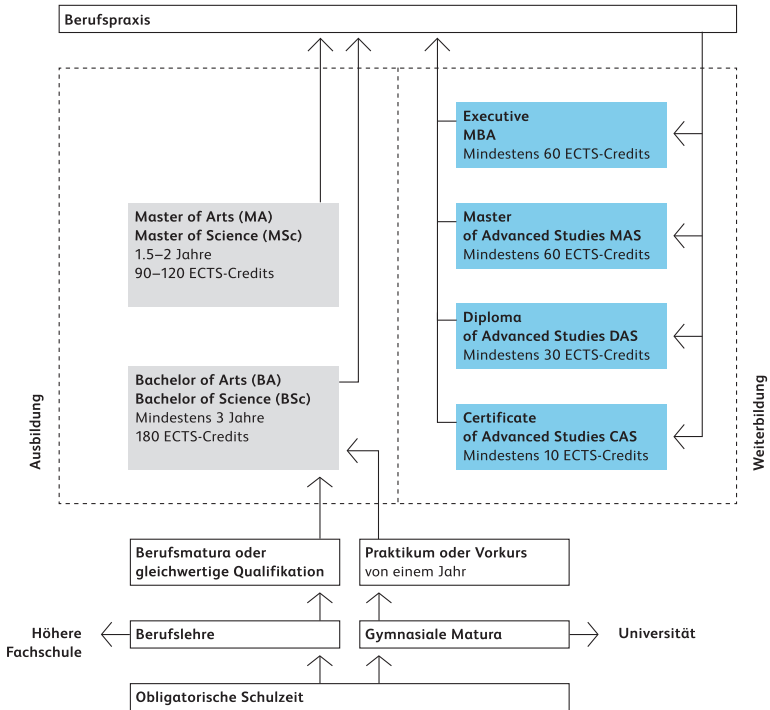 Berufspraxis
Executive
MBA
Mindestens 60 ECTS-Credits
Master of Arts (MA)
Master of Science (MSc)
1.5–2 Jahre
90–120 ECTS-Credits
Master
of Advanced Studies MAS
Mindestens 60 ECTS-Credits
Diploma
of Advanced Studies DAS
Mindestens 30 ECTS-Credits
Bachelor of Arts (BA)
Bachelor of Science (BSc)
Mindestens 3 Jahre
180 ECTS-Credits
Certificate
of Advanced Studies CAS
Mindestens 10 ECTS-Credits
Ausbildung
Weiterbildung
Berufsmatura oder
gleichwertige Qualifikation
Praktikum oder Vorkurs
von einem Jahr
Höhere
Fachschule
Berufslehre
Gymnasiale Matura
Universität
Obligatorische Schulzeit